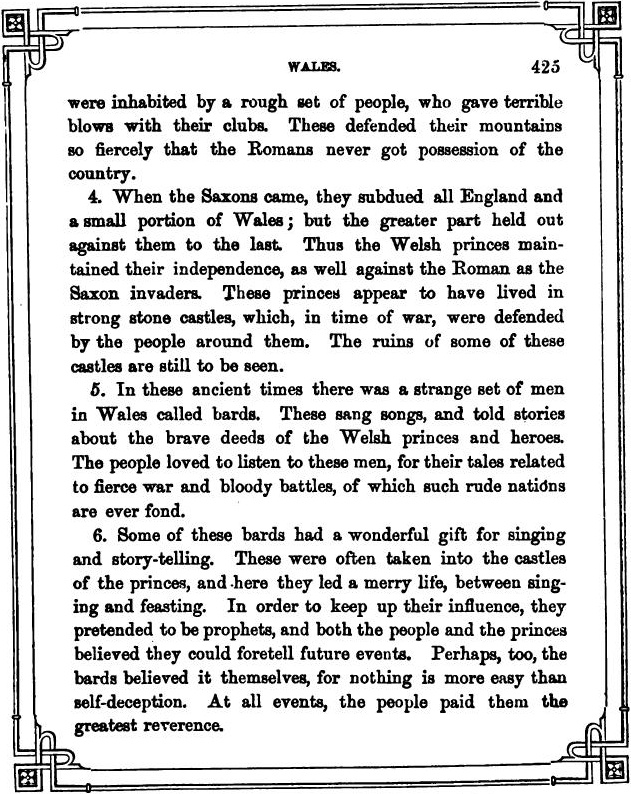 WALES. 425
were inhabited by a rough set of people, who gave terrible
blows with their clubs. These defended their mountains
so fiercely that the Romans never got possession of the
country.
4. When the Saxons came, they subdued all England and
a small portion of Wales; but the greater part held out
against them to the last. Thus the Welsh princes main-
tained their independence, as well against the Roman as the
Saxon invaders. These princes appear to have lived in
strong stone castles, which, in time of war, were defended
by the people around them. The ruins of some of these
castles are still to be seen.
5. In these ancient times there was a strange set of men
in Wales called bards. These sang songs, and told stories
about the brave deeds of the Welsh princes and heroes.
The people loved to listen to these men, for their tales related
to fierce war and bloody battles, of which such rude nations
are ever fond.
6. Some of these bards had a wonderful gift for singing
and story-telling. These were often taken into the castles
of the princes, and here they led a merry life, between sing-
ing and feasting. In order to keep up their influence, they
pretended to be prophets, and both the people and the princes
believed they could foretell future events. Perhaps, too, the
bards believed it themselves, for nothing is more easy than
self-deception. At all events, the people paid them the
greatest reverence.